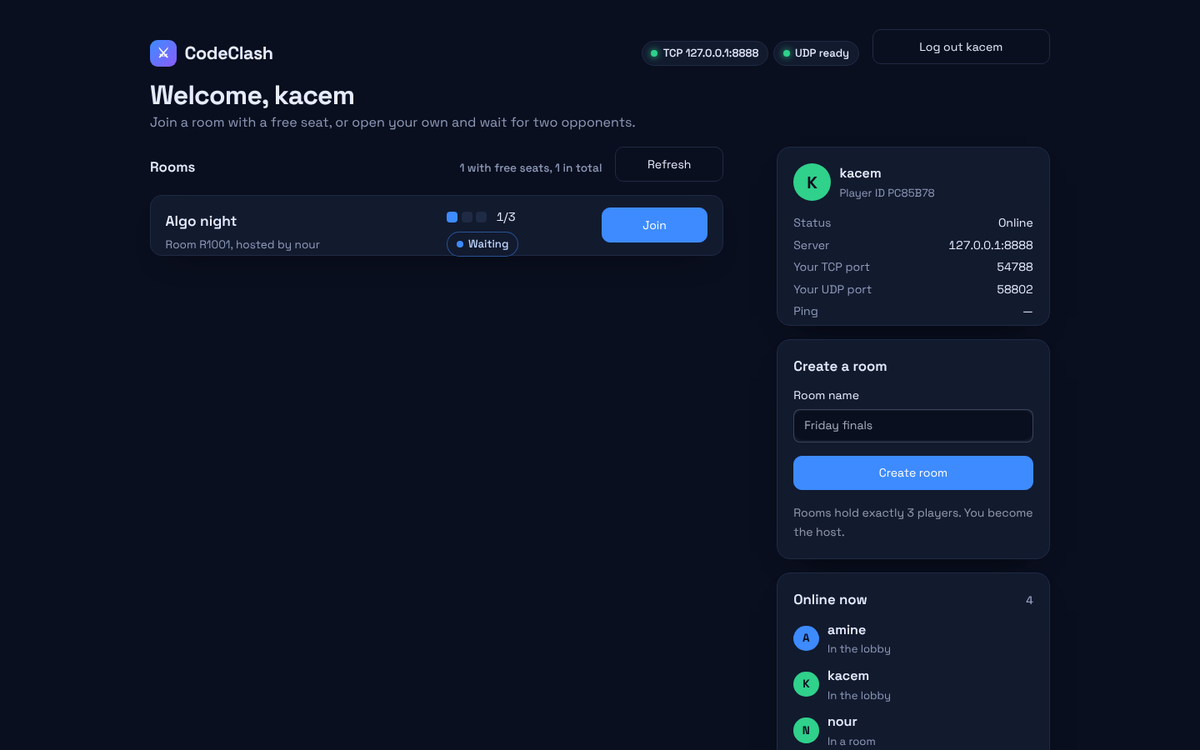 CodeClash
TCP 127.0.0.1:8888
UDP ready
Log out kacem
Welcome, kacem
Join a room with a free seat, or open your own and wait for two opponents.
Rooms
1 with free seats, 1 in total
Refresh
Algo night
Room R1001, hosted by nour
1/3
Waiting
Join
K
kacem
Player ID PC85B78
Status Online
Server 127.0.0.1:8888
Your TCP port 54788
Your UDP port 58802
Ping —
Create a room
Room name
Friday finals
Create room
Rooms hold exactly 3 players. You become
the host.
Online now 4
A
amine
In the lobby
K
kacem
In the lobby
N
nour
In a room